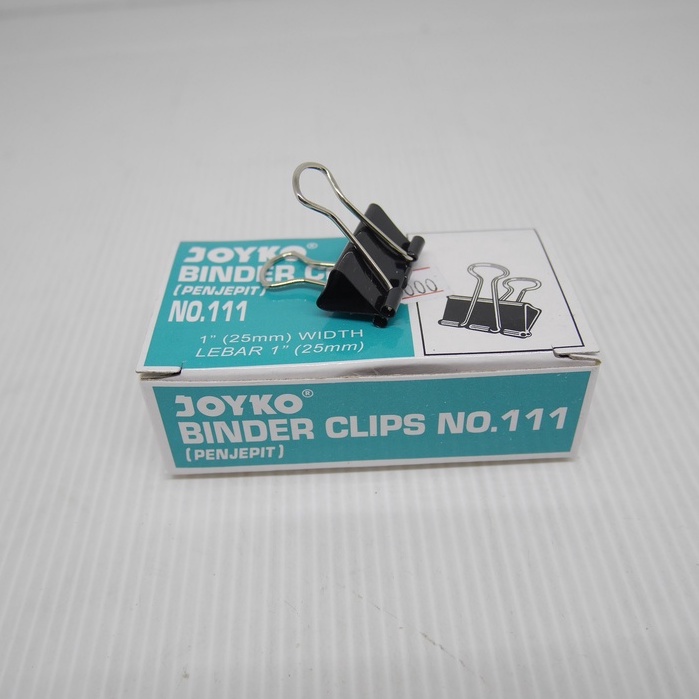 JOYKO®
BINDER C
(PENJEPIT)
NO.111
1" (25mm) WIDTH
LEBAR 1" (25mm)
JOYKO®
BINDER CLIPS NO.111
(PENJEPIT)